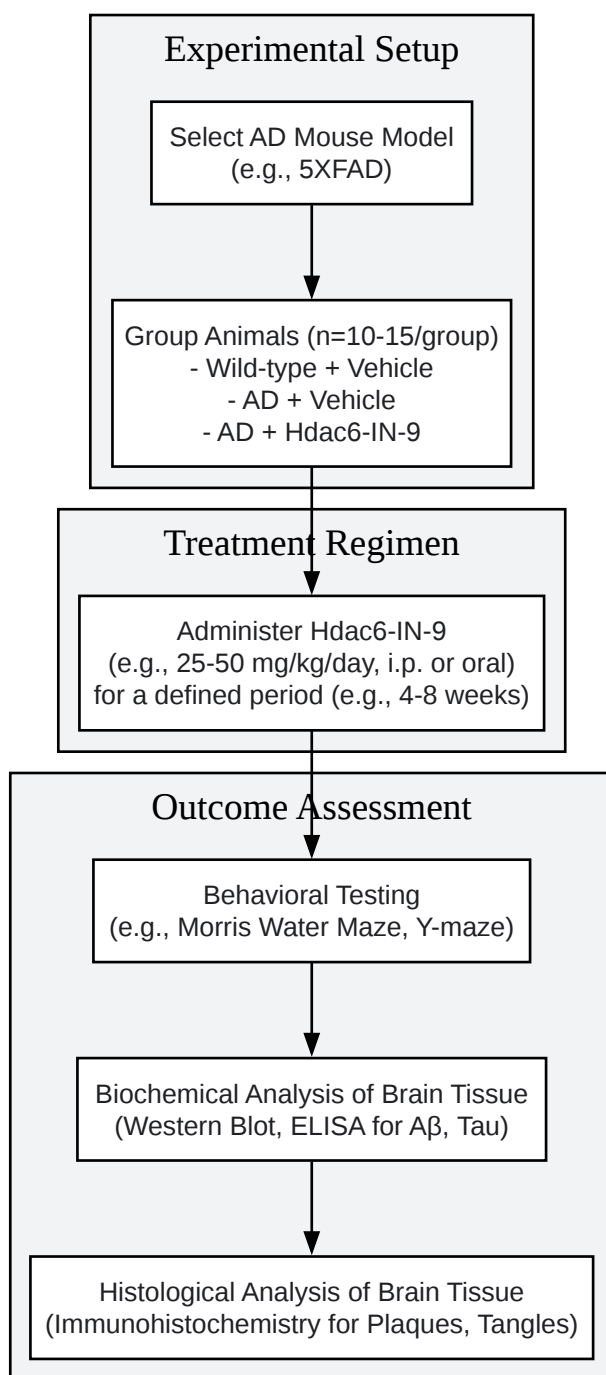 Experimental Setup
Select AD Mouse Model
(e.g., 5XFAD)
Group Animals (n=10-15/group)
- Wild-type + Vehicle
- AD + Vehicle
- AD + Hdac6-IN-9
Treatment Regimen
Administer Hdac6-IN-9
(e.g., 25-50 mg/kg/day, i.p. or oral)
for a defined period (e.g., 4-8 weeks)
Outcome Assessment
Behavioral Testing
(e.g., Morris Water Maze, Y-maze)
Biochemical Analysis of Brain Tissue
(Western Blot, ELISA for Aβ, Tau)
Histological Analysis of Brain Tissue
(Immunohistochemistry for Plaques, Tangles)